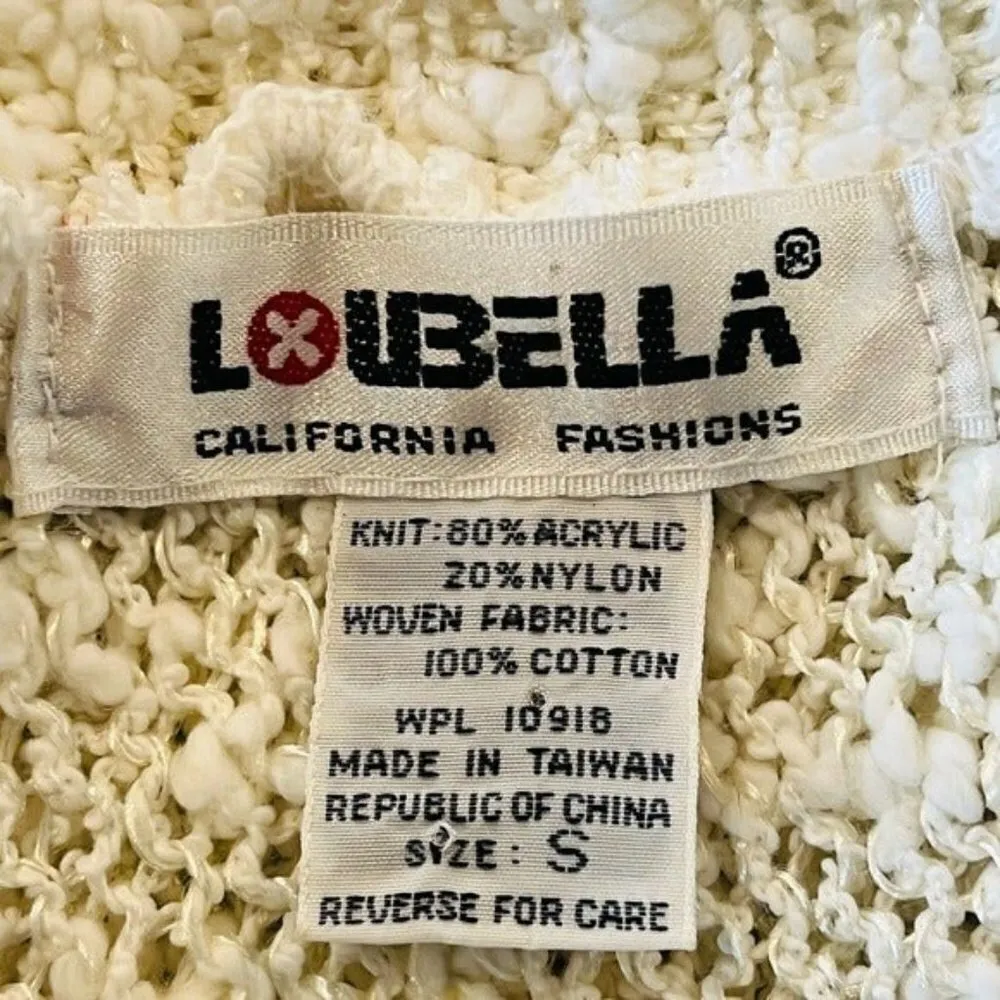 LOUBELLA®
CALIFORNIA FASHIONS
KNIT: 80% ACRYLIC
20% NYLON
WOVEN FABRIC:
100% COTTON
WPL 10918
MADE IN TAIWAN
REPUBLIC OF CHINA
SIZE: S
REVERSE FOR CARE